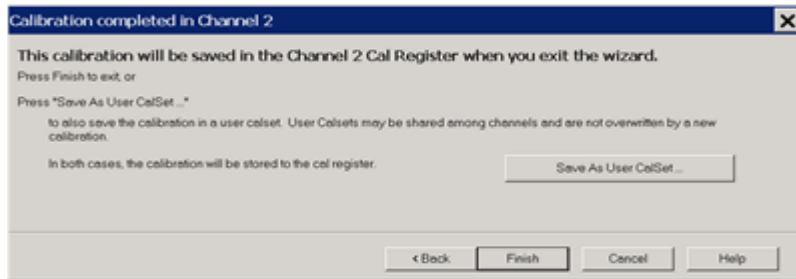 Calibration completed in Channel 2
This calibration will be saved in the Channel 2 Cal Register when you exit the wizard.
Press Finish to exit, or
Press "Save As User CalSet..."
to also save the calibration in a user calset. User Calsets may be shared among channels and are not overwritten by a new
calibration.
In both cases, the calibration will be stored to the cal register.
Save As User CalSet...
< Back
Finish
Cancel
Help